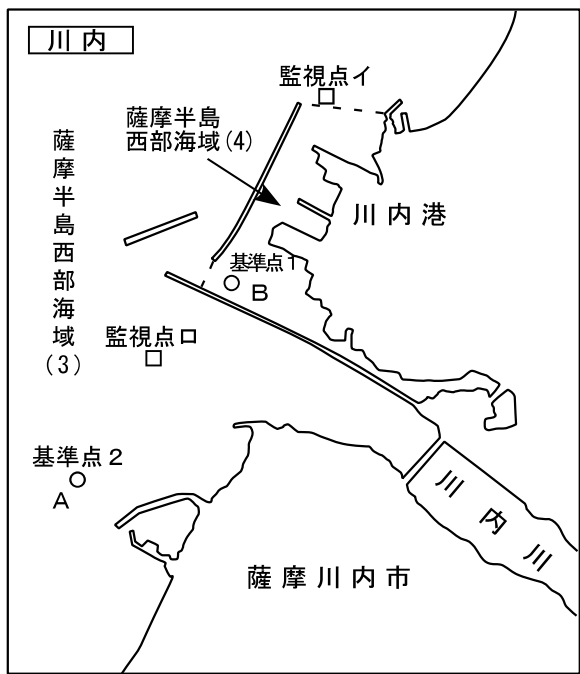 川内
監視点イ
薩摩半島
西部海域(4)
薩摩半島西部海域(3)
川内港
基準点1
B
監視点ロ
基準点2
A
川内川
薩摩川内市